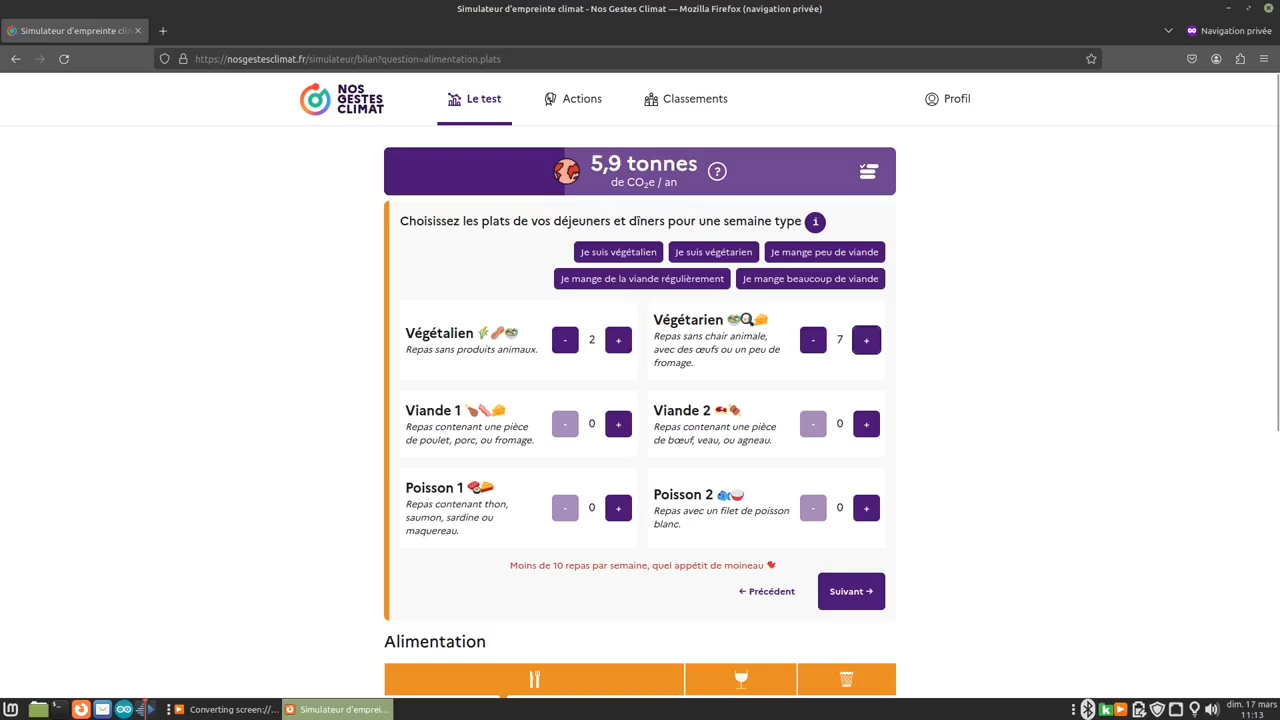 Simulateur d'empreinte climat - Nos Gestes Climat — Mozilla Firefox (navigation privée)
Simulateur d'empreinte clim
Navigation privée
https://nosgestesclimat.fr/simulateur/bilan?question=alimentation.plats
NOS
GESTES
CLIMAT
Le test
Actions
Classements
Profil
5,9 tonnes
de CO₂e / an
?
Choisissez les plats de vos déjeuners et dîners pour une semaine type i
Je suis végétalien
Je suis végétarien
Je mange peu de viande
Je mange de la viande régulièrement
Je mange beaucoup de viande
Végétalien
Repas sans produits animaux.
- 2 +
Végétarien
Repas sans chair animale,
avec des œufs ou un peu de
fromage.
- 7 +
Viande 1
Repas contenant une pièce
de poulet, porc, ou fromage.
- 0 +
Viande 2
Repas contenant une pièce
de bœuf, veau, ou agneau.
- 0 +
Poisson 1
Repas contenant thon,
saumon, sardine ou
maquereau.
- 0 +
Poisson 2
Repas avec un filet de poisson
blanc.
- 0 +
Moins de 10 repas par semaine, quel appétit de moineau
← Précédent
Suivant →
Alimentation
Converting screen:/...
Simulateur d'emprei...
dim. 17 mars
11:13